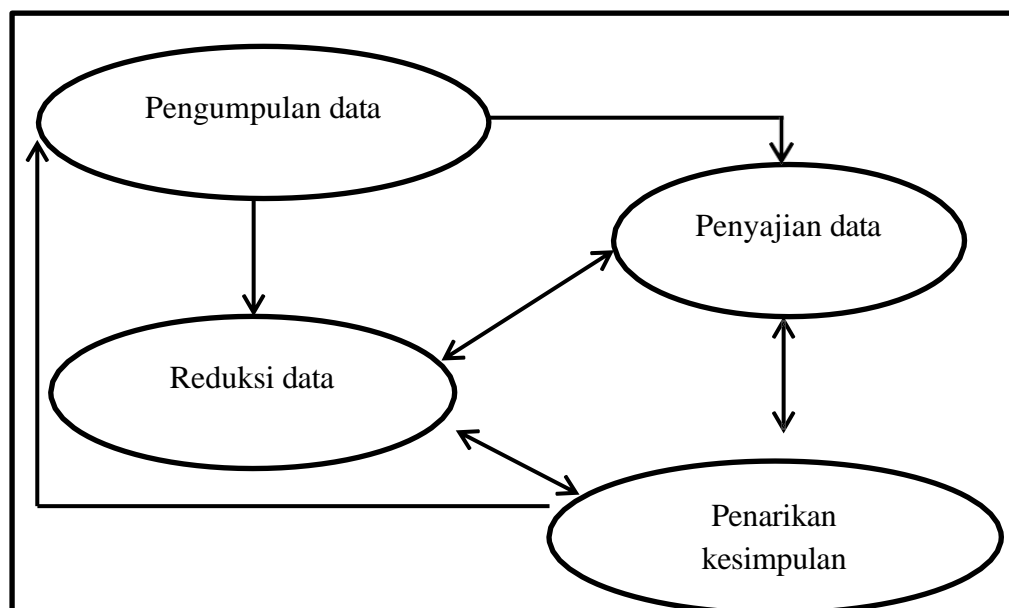 Pengumpulan data
Penyajian data
Reduksi data
Penarikan
kesimpulan